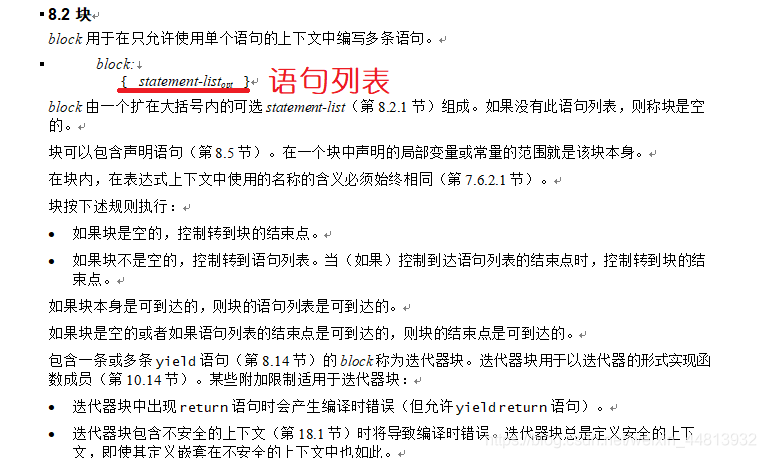 8.2 块
block 用于在只允许使用单个语句的上下文中编写多条语句。
block:
{ statement-listopt }
语句列表
block 由一个扩在大括号内的可选 statement-list（第 8.2.1 节）组成。如果没有此语句列表，则称块是空
的。
块可以包含声明语句（第 8.5 节）。在一个块中声明的局部变量或常量的范围就是该块本身。
在块内，在表达式上下文中使用的名称的含义必须始终相同（第 7.6.2.1 节）。
块按下述规则执行：
• 如果块是空的，控制转到块的结束点。
• 如果块不是空的，控制转到语句列表。当（如果）控制到达语句列表的结束点时，控制转到块的结
束点。
如果块本身是可到达的，则块的语句列表是可到达的。
如果块是空的或者如果语句列表的结束点是可到达的，则块的结束点是可到达的。
包含一条或多条 yield 语句（第 8.14 节）的 block 称为迭代器块。迭代器块用于以迭代器的形式实现函
数成员（第 10.14 节）。某些附加限制适用于迭代器块：
• 迭代器块中出现 return 语句时会产生编译时错误（但允许 yield return 语句）。
• 迭代器块包含不安全的上下文（第 18.1 节）时将导致编译时错误。迭代器块总是定义安全的上下
文，即使其定义嵌套在不安全的上下文中也如此。